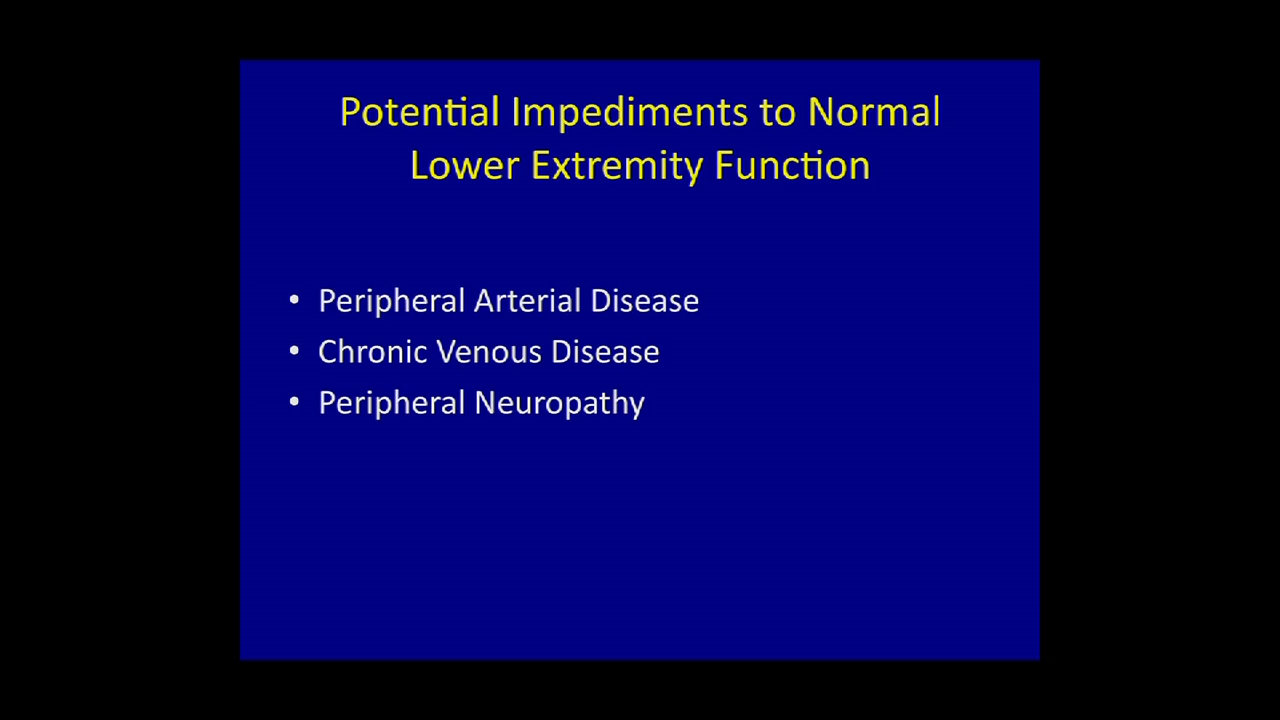 Potential Impediments to Normal
Lower Extremity Function
• Peripheral Arterial Disease
• Chronic Venous Disease
• Peripheral Neuropathy